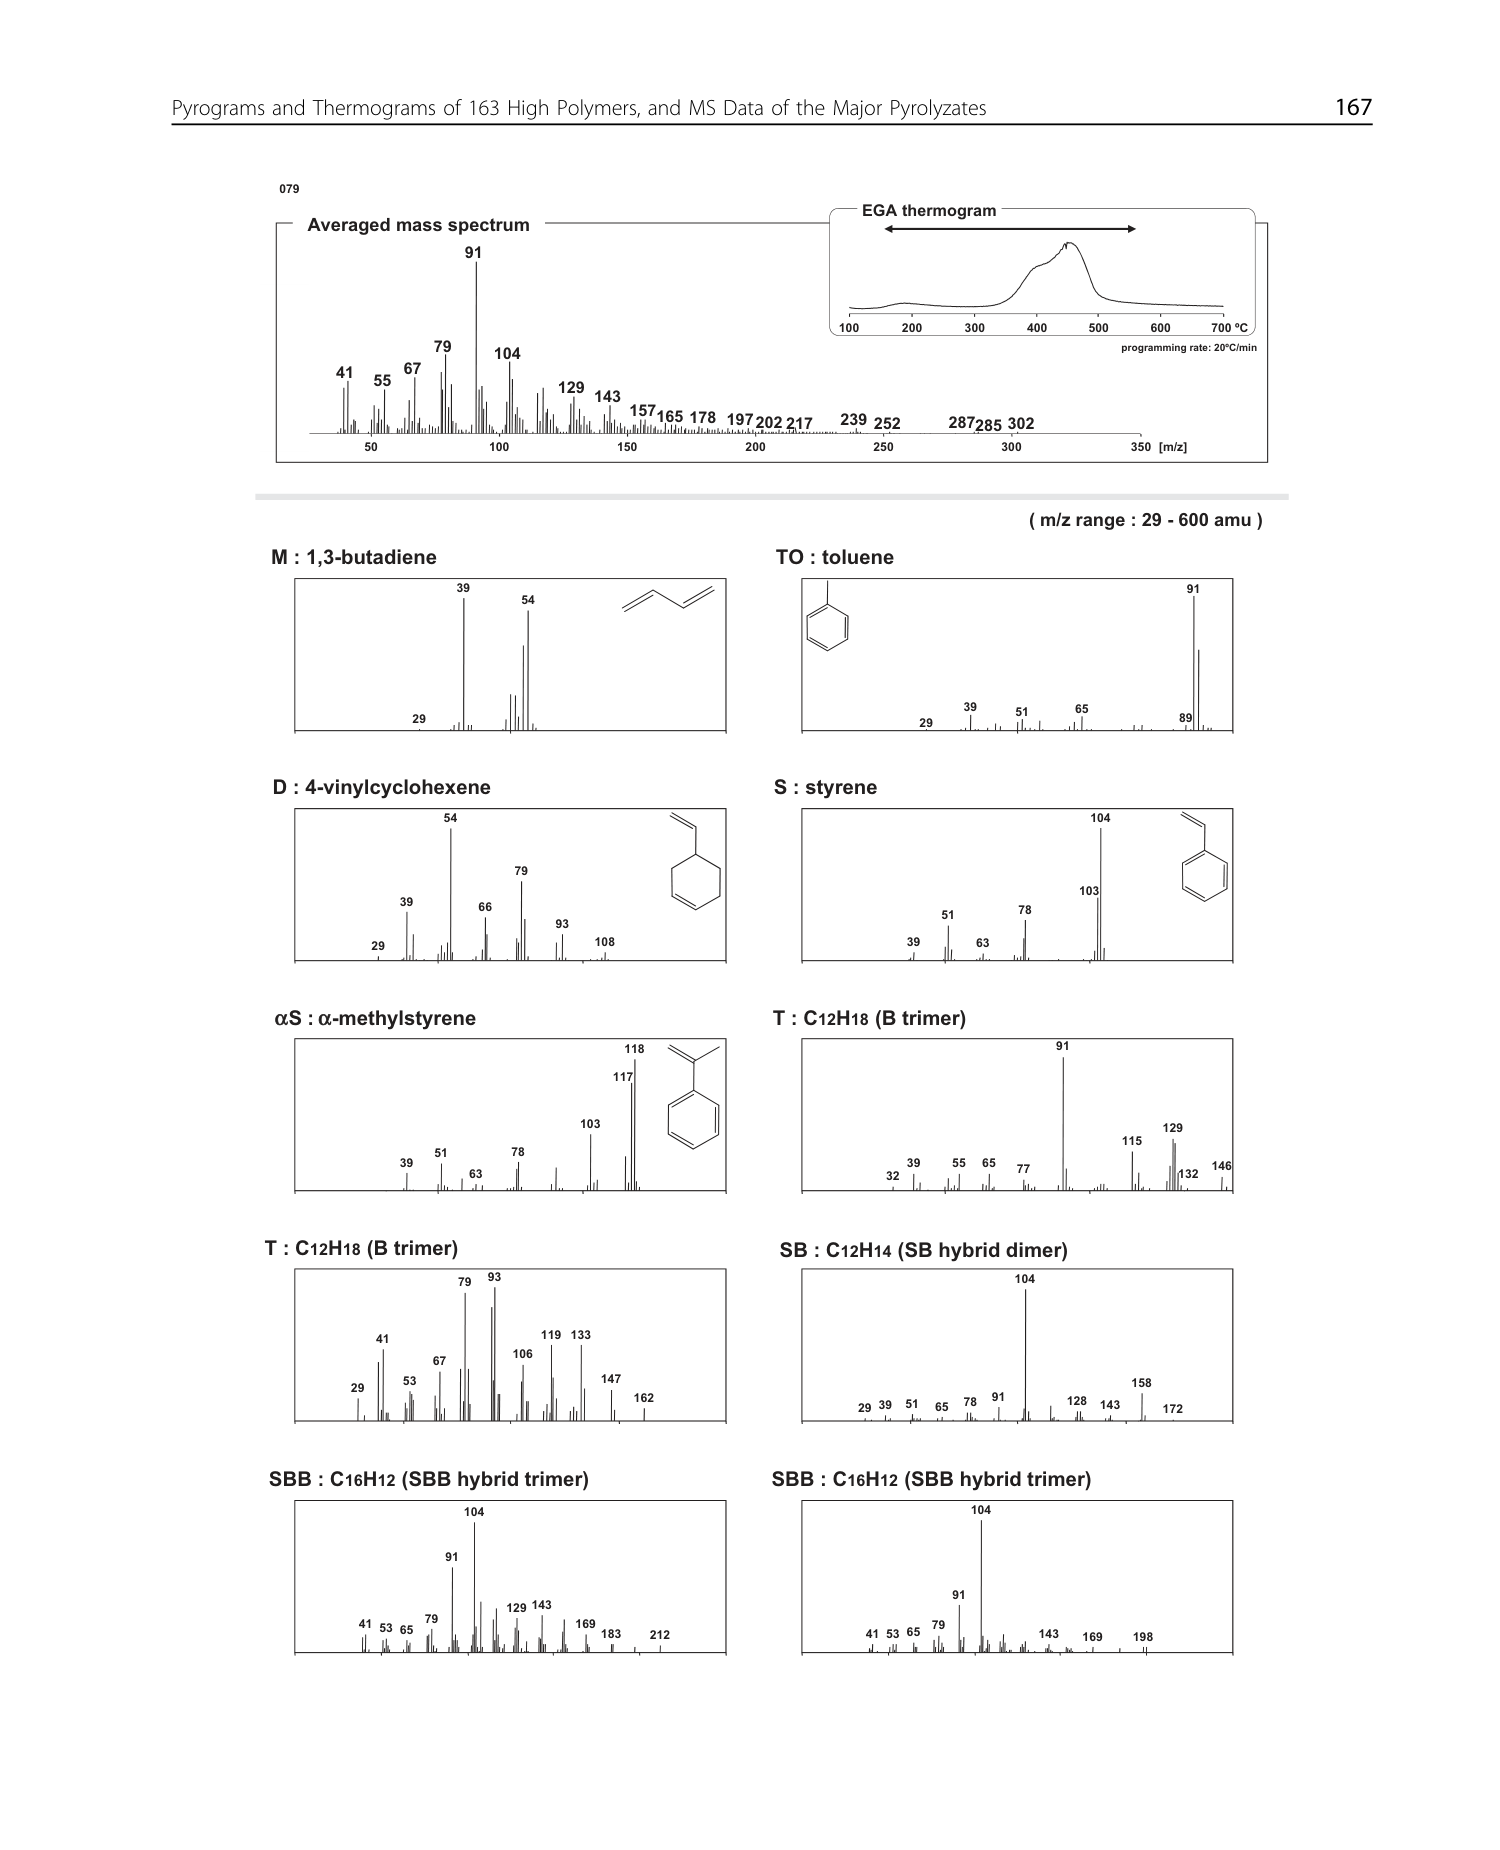 Pyrograms and Thermograms of 163 High Polymers, and MS Data of the Major Pyrolyzates 167
079
Averaged mass spectrum
EGA thermogram
100 200 300 400 500 600 700 ºC
programming rate: 20ºC/min
91
79
104
67
41
55
129
143
157 165 178 197 202 217 239 252 287 285 302
50 100 150 200 250 300 350 [m/z]
( m/z range : 29 - 600 amu )
M : 1,3-butadiene
39
54
29
TO : toluene
91
39
51
65
89
29
D : 4-vinylcyclohexene
54
79
39
66
93
29
108
S : styrene
104
103
78
51
39
63
αS : α-methylstyrene
118
117
103
51
78
39
63
T : C12H18 (B trimer)
91
129
115
39 55 65
77
32
132
146
T : C12H18 (B trimer)
79
93
41
119 133
106
67
53
147
29
162
SB : C12H14 (SB hybrid dimer)
104
158
29 39 51 65 78 91 128 143 172
SBB : C16H12 (SBB hybrid trimer)
104
91
41 53 65 79 129 143 169 183 212
SBB : C16H12 (SBB hybrid trimer)
104
91
41 53 65 79 143 169 198